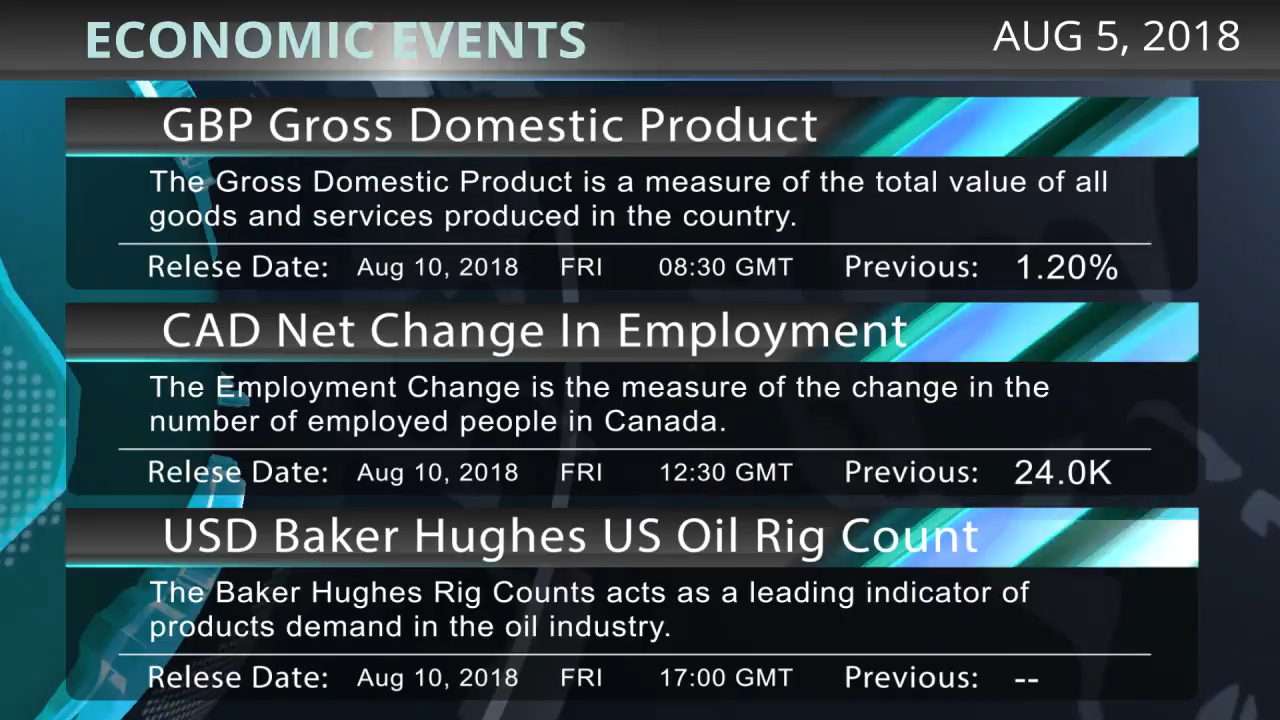 ECONOMIC EVENTS
AUG 5, 2018
GBP Gross Domestic Product
The Gross Domestic Product is a measure of the total value of all
goods and services produced in the country.
Relese Date: Aug 10, 2018 FRI 08:30 GMT Previous: 1.20%
CAD Net Change In Employment
The Employment Change is the measure of the change in the
number of employed people in Canada.
Relese Date: Aug 10, 2018 FRI 12:30 GMT Previous: 24.0K
USD Baker Hughes US Oil Rig Count
The Baker Hughes Rig Counts acts as a leading indicator of
products demand in the oil industry.
Relese Date: Aug 10, 2018 FRI 17:00 GMT Previous: --